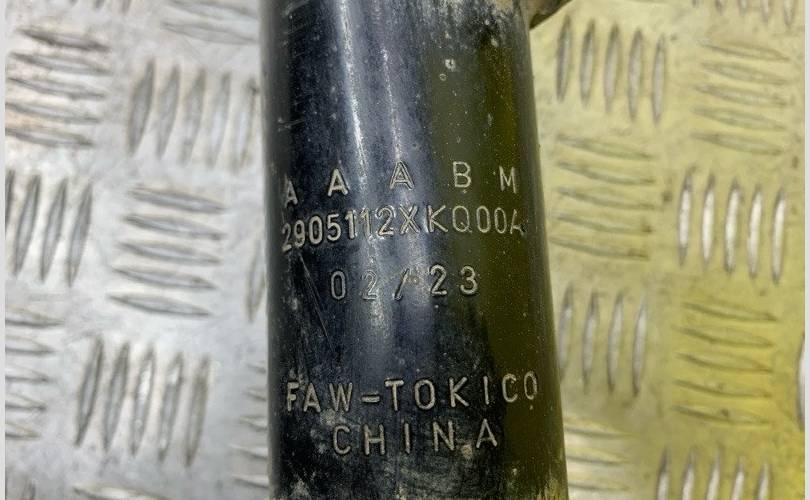 A A A B M
2905112XKQ00A
02/23
FAW-TOKICO
CHINA